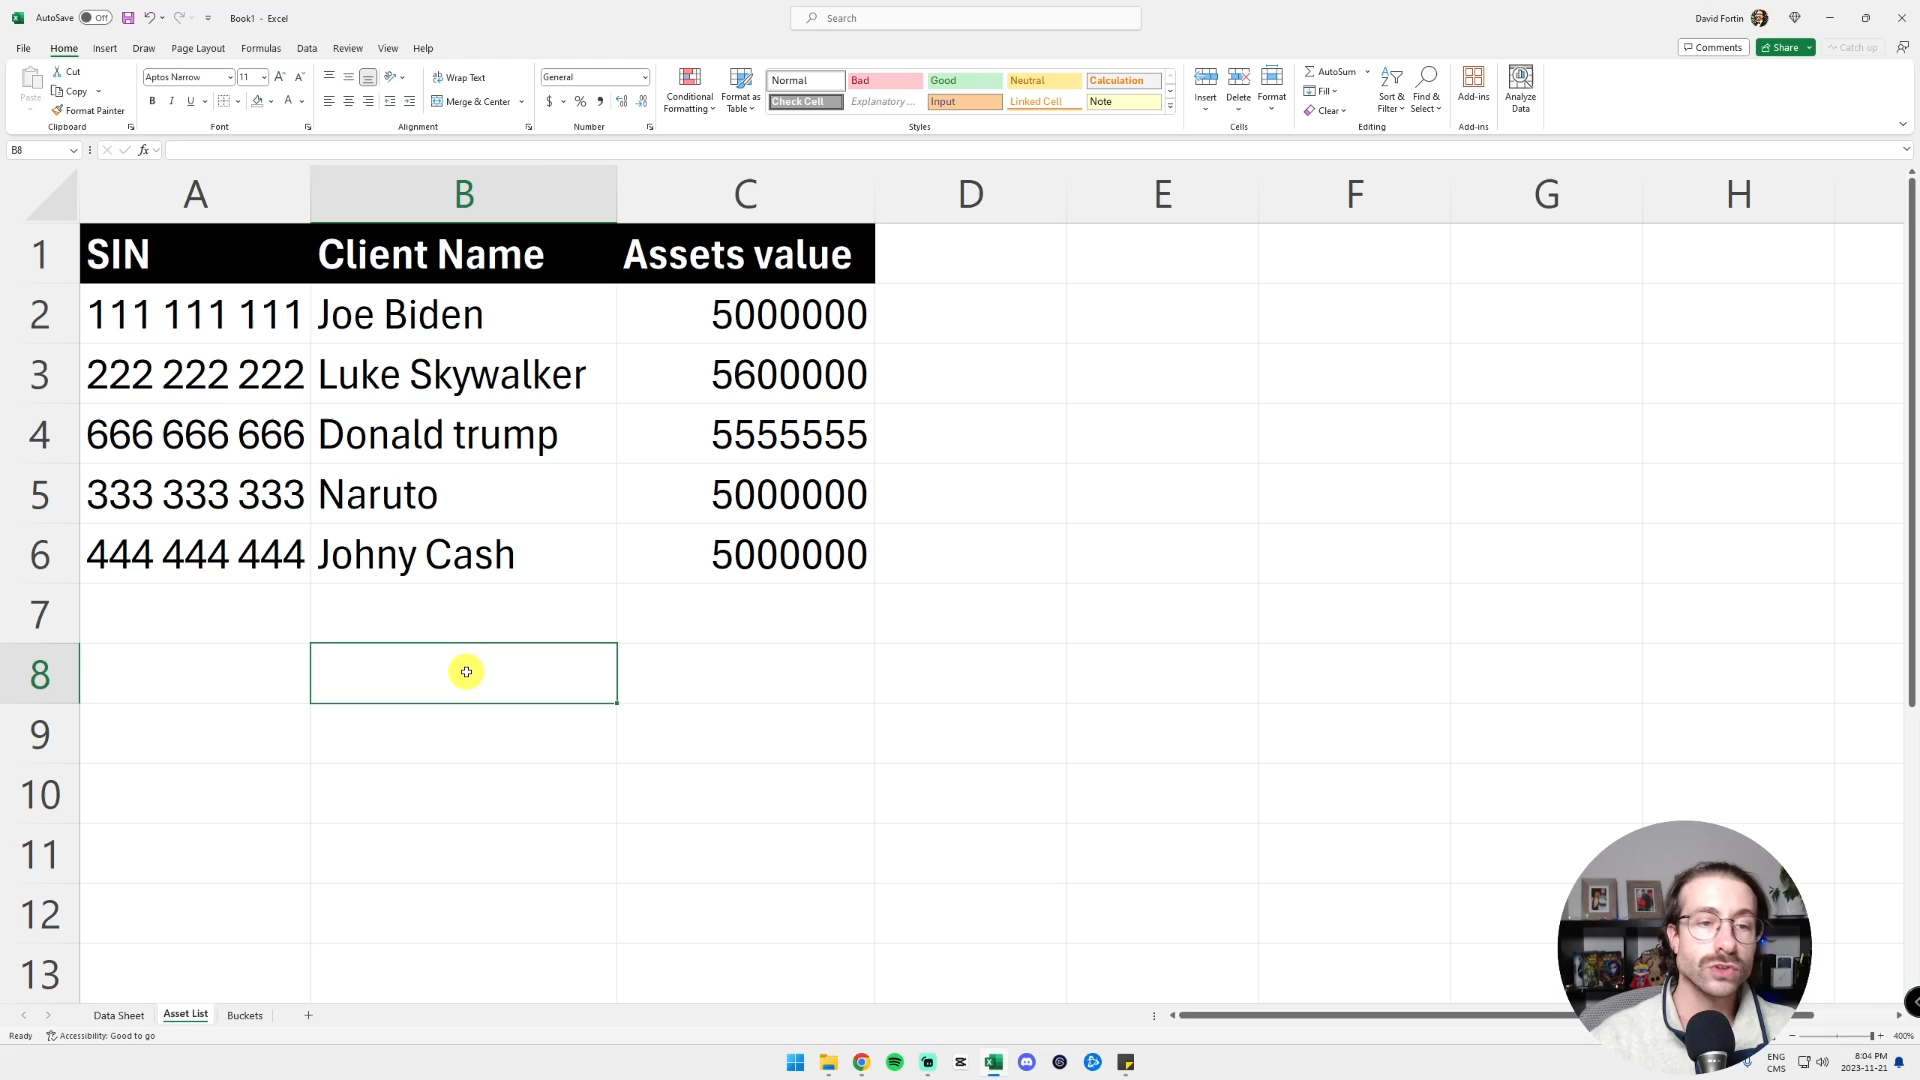 AutoSave Off Book1 - Excel Search David Fortin
File Home Insert Draw Page Layout Formulas Data Review View Help Comments Share Catch up
Paste Cut Copy Format Painter Clipboard
Aptos Narrow 11 B I U A Font
Wrap Text Merge & Center Alignment
General $ % Number
Conditional Formatting Format as Table
Normal Bad Good Neutral Calculation
Check Cell Explanatory ... Input Linked Cell Note
Styles
Insert Delete Format Cells
AutoSum Fill Clear Sort & Filter Find & Select Editing
Add-ins Add-ins
Analyze Data
B8 fx
A B C D E F G H
1 SIN Client Name Assets value
2 111 111 111 Joe Biden 5000000
3 222 222 222 Luke Skywalker 5600000
4 666 666 666 Donald trump 5555555
5 333 333 333 Naruto 5000000
6 444 444 444 Johny Cash 5000000
7
8
9
10
11
12
13
Data Sheet Asset List Buckets
Ready Accessibility: Good to go 400%
ENG CMS 8:04 PM 2023-11-21